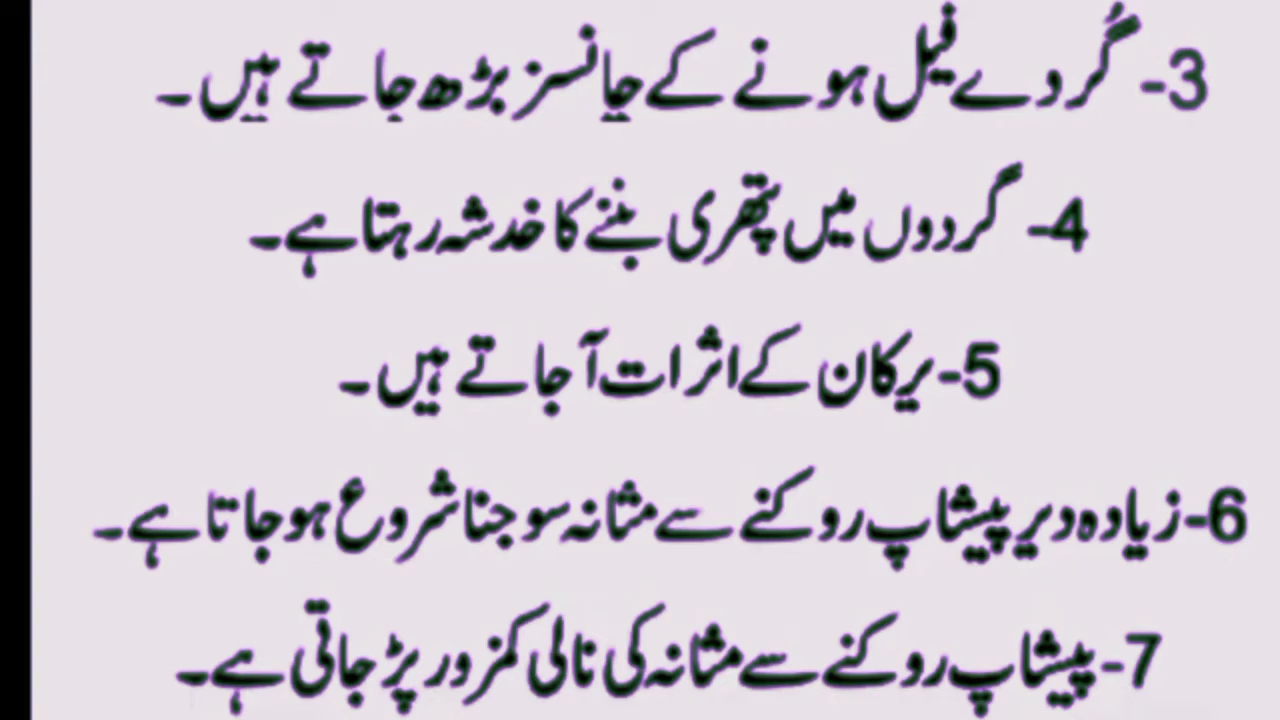 3- گردے فیل ہونے کے چانسز بڑھ جاتے ہیں۔
4- گردوں میں پتھری بننے کا خدشہ رہتا ہے۔
5-یرکان کے اثرات آ جاتے ہیں۔
6-زیادہ دیر پیشاپ روکنے سے مثانہ سوجنا شروع ہو جاتا ہے۔
7-پیشاپ روکنے سے مثانہ کی نالی کمزور پڑ جاتی ہے۔